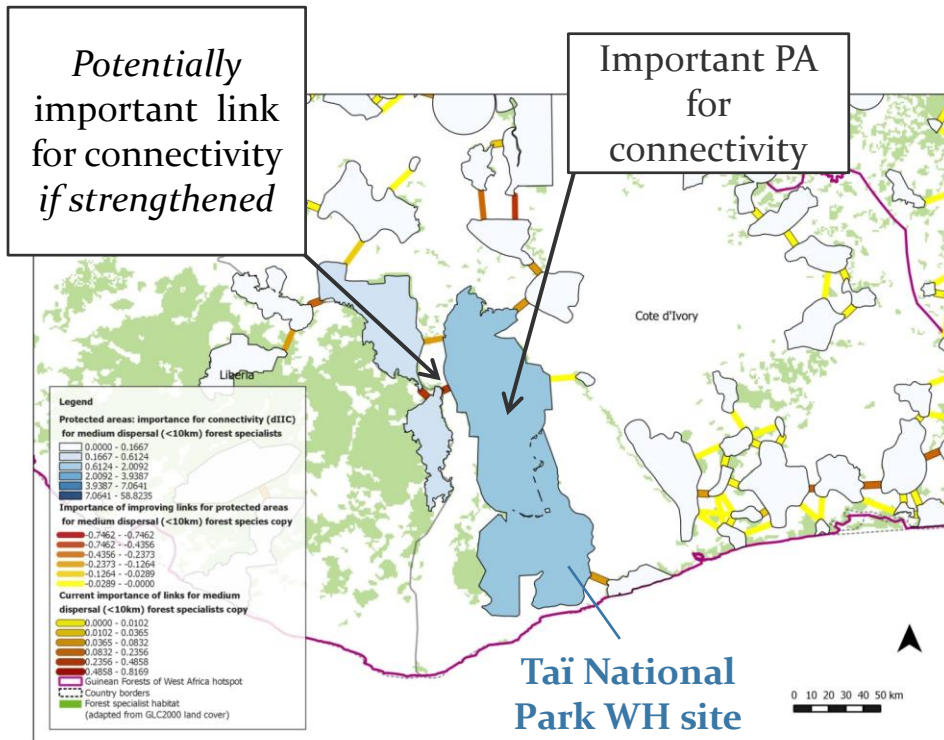 Potentially
important link
for connectivity
if strengthened
Important PA
for
connectivity
Cote d'Ivory
Liberia
Legend
Protected areas: importance for connectivity (dIIC)
for medium dispersal (<10km) forest specialists
0.0000 - 0.1667
0.1667 - 0.6124
0.6124 - 2.0092
2.0092 - 3.9387
3.9387 - 7.0641
7.0641 - 58.8235
Importance of improving links for protected areas
for medium dispersal (<10km) forest species copy
-0.7462 - -0.7462
-0.7462 - -0.4356
-0.4356 - -0.2373
-0.2373 - -0.1264
-0.1264 - -0.0289
-0.0289 - -0.0000
Current importance of links for medium
dispersal (<10km) forest specialists copy
0.0000 - 0.0102
0.0102 - 0.0365
0.0365 - 0.0832
0.0832 - 0.2356
0.2356 - 0.4858
0.4858 - 0.8169
Guinean Forests of West Africa hotspot
Country borders
Forest specialist habitat
(adapted from GLC2000 land cover)
Taï National
Park WH site
0 10 20 30 40 50 km